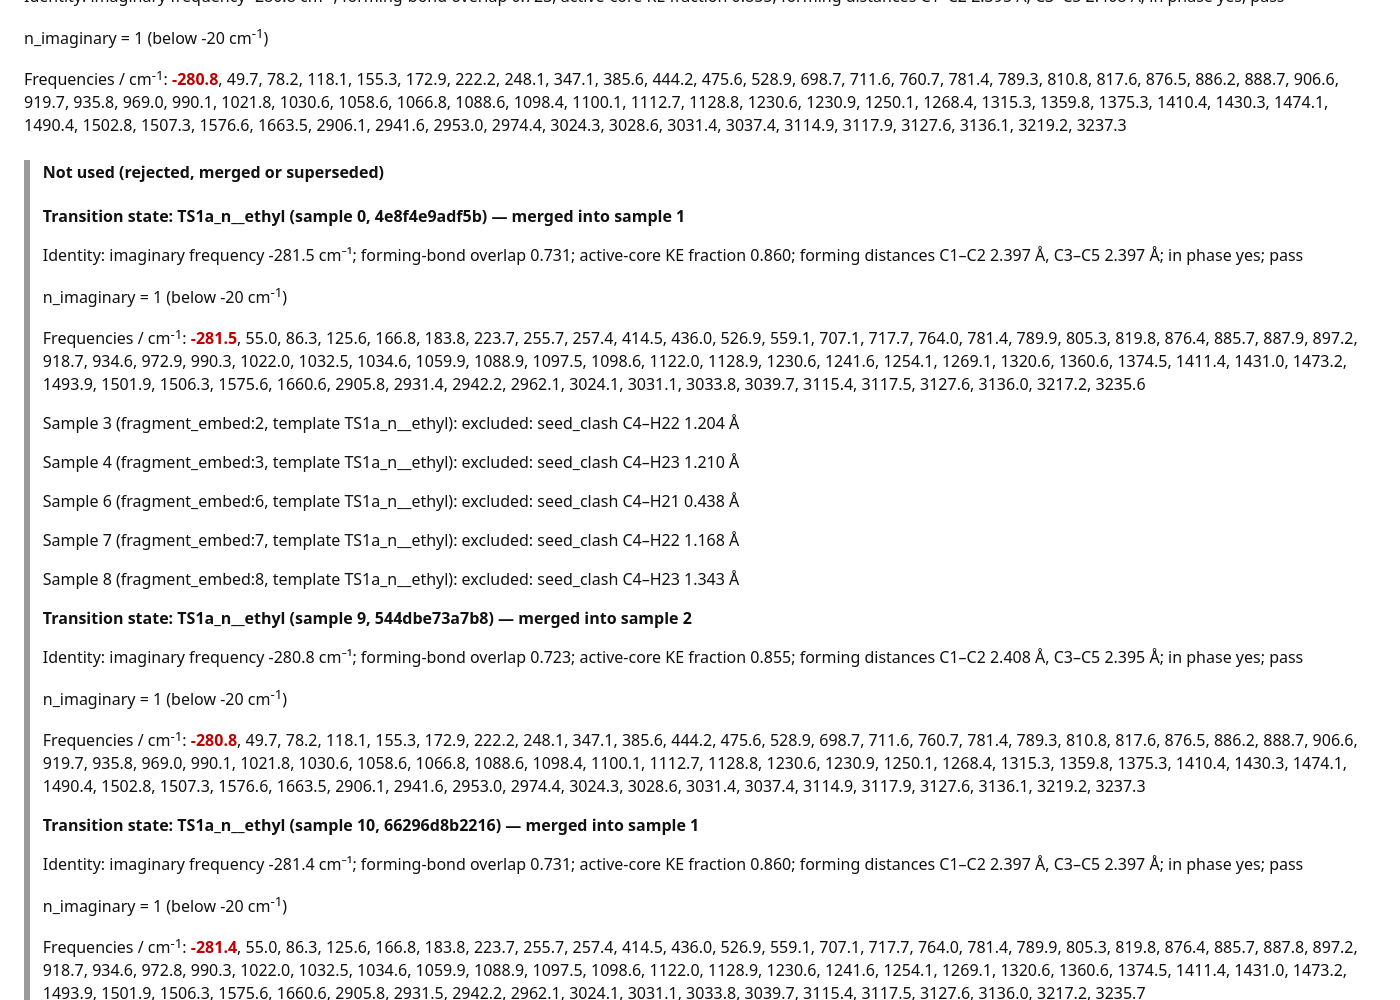 Identity: imaginary frequency -280.8 cm⁻¹; forming-bond overlap 0.723; active-core KE fraction 0.855; forming distances C1–C2 2.395 Å, C3–C5 2.408 Å; in phase yes; pass
n_imaginary = 1 (below -20 cm⁻¹)
Frequencies / cm⁻¹: -280.8, 49.7, 78.2, 118.1, 155.3, 172.9, 222.2, 248.1, 347.1, 385.6, 444.2, 475.6, 528.9, 698.7, 711.6, 760.7, 781.4, 789.3, 810.8, 817.6, 876.5, 886.2, 888.7, 906.6,
919.7, 935.8, 969.0, 990.1, 1021.8, 1030.6, 1058.6, 1066.8, 1088.6, 1098.4, 1100.1, 1112.7, 1128.8, 1230.6, 1230.9, 1250.1, 1268.4, 1315.3, 1359.8, 1375.3, 1410.4, 1430.3, 1474.1,
1490.4, 1502.8, 1507.3, 1576.6, 1663.5, 2906.1, 2941.6, 2953.0, 2974.4, 3024.3, 3028.6, 3031.4, 3037.4, 3114.9, 3117.9, 3127.6, 3136.1, 3219.2, 3237.3
Not used (rejected, merged or superseded)
Transition state: TS1a_n__ethyl (sample 0, 4e8f4e9adf5b) — merged into sample 1
Identity: imaginary frequency -281.5 cm⁻¹; forming-bond overlap 0.731; active-core KE fraction 0.860; forming distances C1–C2 2.397 Å, C3–C5 2.397 Å; in phase yes; pass
n_imaginary = 1 (below -20 cm⁻¹)
Frequencies / cm⁻¹: -281.5, 55.0, 86.3, 125.6, 166.8, 183.8, 223.7, 255.7, 257.4, 414.5, 436.0, 526.9, 559.1, 707.1, 717.7, 764.0, 781.4, 789.9, 805.3, 819.8, 876.4, 885.7, 887.9, 897.2,
918.7, 934.6, 972.9, 990.3, 1022.0, 1032.5, 1034.6, 1059.9, 1088.9, 1097.5, 1098.6, 1122.0, 1128.9, 1230.6, 1241.6, 1254.1, 1269.1, 1320.6, 1360.6, 1374.5, 1411.4, 1431.0, 1473.2,
1493.9, 1501.9, 1506.3, 1575.6, 1660.6, 2905.8, 2931.4, 2942.2, 2962.1, 3024.1, 3031.1, 3033.8, 3039.7, 3115.4, 3117.5, 3127.6, 3136.0, 3217.2, 3235.6
Sample 3 (fragment_embed:2, template TS1a_n__ethyl): excluded: seed_clash C4–H22 1.204 Å
Sample 4 (fragment_embed:3, template TS1a_n__ethyl): excluded: seed_clash C4–H23 1.210 Å
Sample 6 (fragment_embed:6, template TS1a_n__ethyl): excluded: seed_clash C4–H21 0.438 Å
Sample 7 (fragment_embed:7, template TS1a_n__ethyl): excluded: seed_clash C4–H22 1.168 Å
Sample 8 (fragment_embed:8, template TS1a_n__ethyl): excluded: seed_clash C4–H23 1.343 Å
Transition state: TS1a_n__ethyl (sample 9, 544dbe73a7b8) — merged into sample 2
Identity: imaginary frequency -280.8 cm⁻¹; forming-bond overlap 0.723; active-core KE fraction 0.855; forming distances C1–C2 2.408 Å, C3–C5 2.395 Å; in phase yes; pass
n_imaginary = 1 (below -20 cm⁻¹)
Frequencies / cm⁻¹: -280.8, 49.7, 78.2, 118.1, 155.3, 172.9, 222.2, 248.1, 347.1, 385.6, 444.2, 475.6, 528.9, 698.7, 711.6, 760.7, 781.4, 789.3, 810.8, 817.6, 876.5, 886.2, 888.7, 906.6,
919.7, 935.8, 969.0, 990.1, 1021.8, 1030.6, 1058.6, 1066.8, 1088.6, 1098.4, 1100.1, 1112.7, 1128.8, 1230.6, 1230.9, 1250.1, 1268.4, 1315.3, 1359.8, 1375.3, 1410.4, 1430.3, 1474.1,
1490.4, 1502.8, 1507.3, 1576.6, 1663.5, 2906.1, 2941.6, 2953.0, 2974.4, 3024.3, 3028.6, 3031.4, 3037.4, 3114.9, 3117.9, 3127.6, 3136.1, 3219.2, 3237.3
Transition state: TS1a_n__ethyl (sample 10, 66296d8b2216) — merged into sample 1
Identity: imaginary frequency -281.4 cm⁻¹; forming-bond overlap 0.731; active-core KE fraction 0.860; forming distances C1–C2 2.397 Å, C3–C5 2.397 Å; in phase yes; pass
n_imaginary = 1 (below -20 cm⁻¹)
Frequencies / cm⁻¹: -281.4, 55.0, 86.3, 125.6, 166.8, 183.8, 223.7, 255.7, 257.4, 414.5, 436.0, 526.9, 559.1, 707.1, 717.7, 764.0, 781.4, 789.9, 805.3, 819.8, 876.4, 885.7, 887.8, 897.2,
918.7, 934.6, 972.8, 990.3, 1022.0, 1032.5, 1034.6, 1059.9, 1088.9, 1097.5, 1098.6, 1122.0, 1128.9, 1230.6, 1241.6, 1254.1, 1269.1, 1320.6, 1360.6, 1374.5, 1411.4, 1431.0, 1473.2,
1493.9, 1501.9, 1506.3, 1575.6, 1660.6, 2905.8, 2931.5, 2942.2, 2962.1, 3024.1, 3031.1, 3033.8, 3039.7, 3115.4, 3117.5, 3127.6, 3136.0, 3217.2, 3235.7